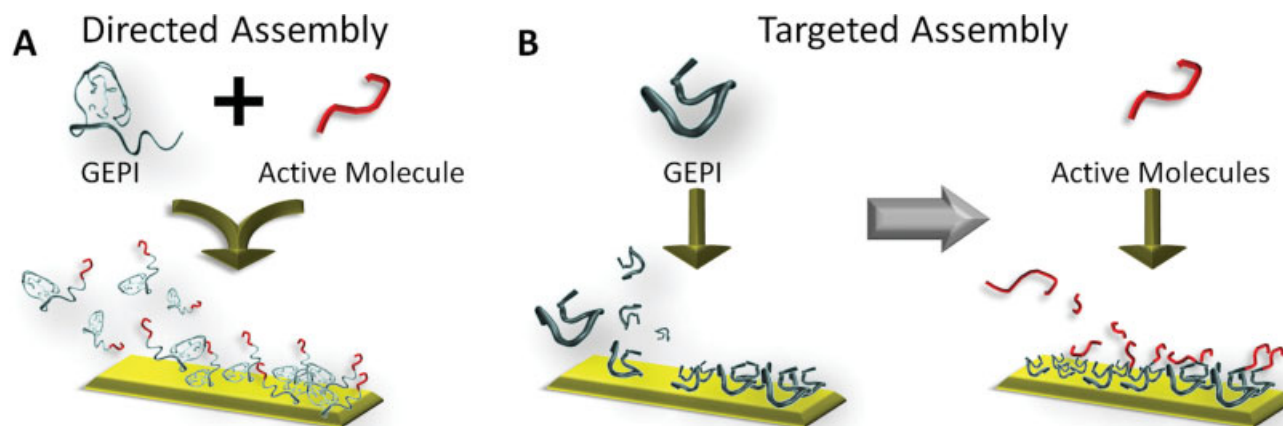 A
Directed Assembly
GEPI
Active Molecule
B
Targeted Assembly
GEPI
Active Molecules